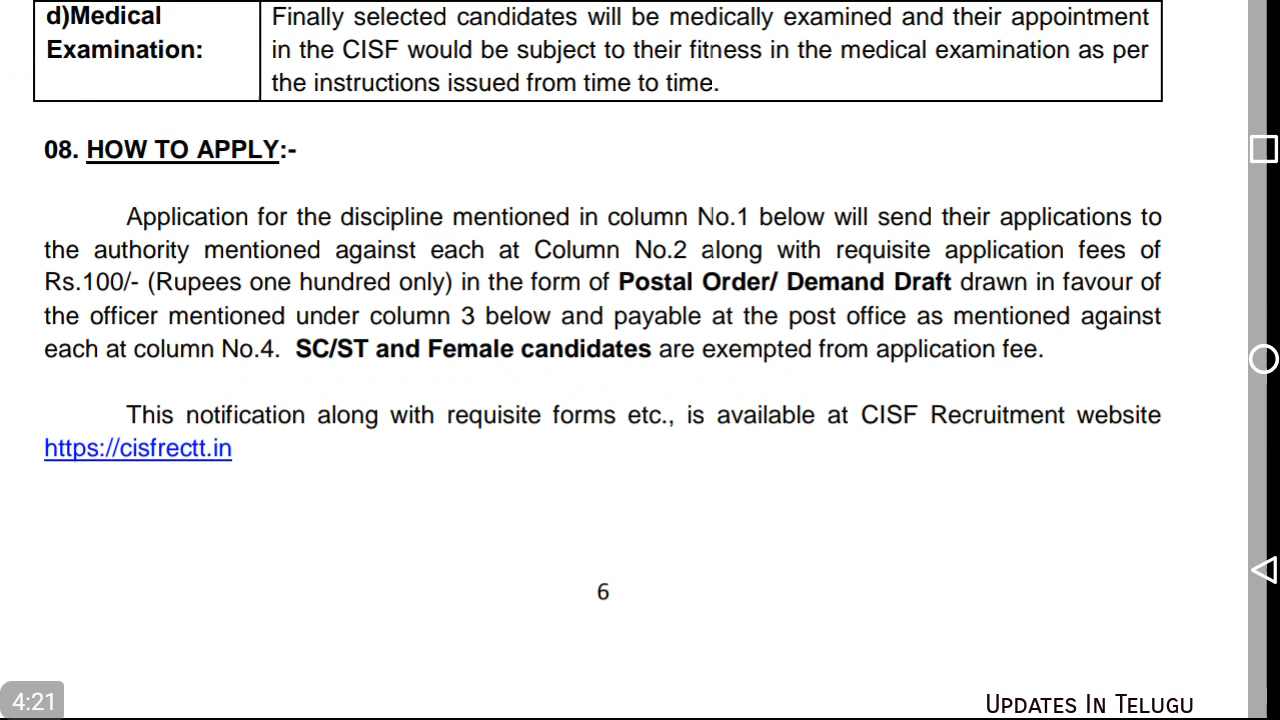 d)Medical Finally selected candidates will be medically examined and their appointment
Examination: in the CISF would be subject to their fitness in the medical examination as per
the instructions issued from time to time.
08. HOW TO APPLY:-
Application for the discipline mentioned in column No.1 below will send their applications to
the authority mentioned against each at Column No.2 along with requisite application fees of
Rs.100/- (Rupees one hundred only) in the form of Postal Order/ Demand Draft drawn in favour of
the officer mentioned under column 3 below and payable at the post office as mentioned against
each at column No.4. SC/ST and Female candidates are exempted from application fee.
This notification along with requisite forms etc., is available at CISF Recruitment website
https://cisfrectt.in
6
4:21
UPDATES IN TELUGU